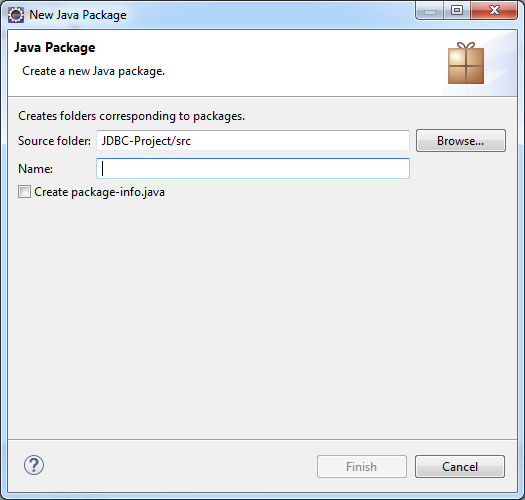 New Java Package
Java Package
Create a new Java package.
Creates folders corresponding to packages.
Source folder: JDBC-Project/src Browse...
Name:
Create package-info.java
? Finish Cancel